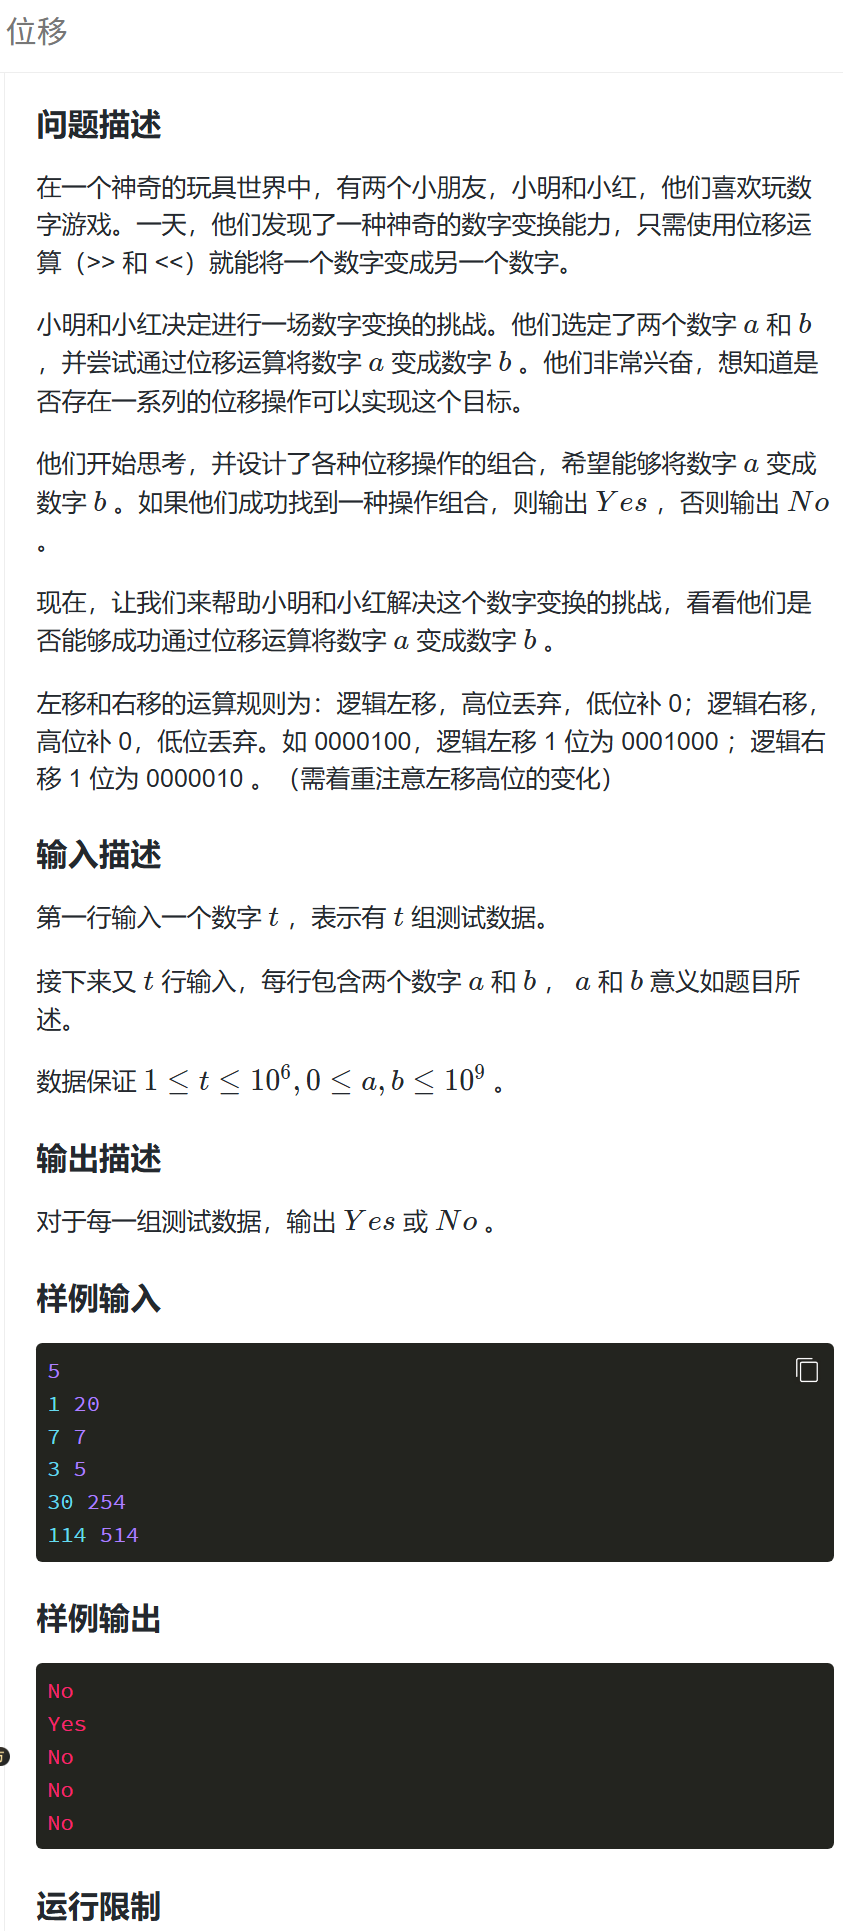 位移
问题描述
在一个神奇的玩具世界中，有两个小朋友，小明和小红，他们喜欢玩数
字游戏。一天，他们发现了一种神奇的数字变换能力，只需使用位移运
算（>> 和 <<）就能将一个数字变成另一个数字。
小明和小红决定进行一场数字变换的挑战。他们选定了两个数字 a 和 b
，并尝试通过位移运算将数字 a 变成数字 b 。他们非常兴奋，想知道是
否存在一系列的位移操作可以实现这个目标。
他们开始思考，并设计了各种位移操作的组合，希望能够将数字 a 变成
数字 b 。如果他们成功找到一种操作组合，则输出 Yes ，否则输出 No
。
现在，让我们来帮助小明和小红解决这个数字变换的挑战，看看他们是
否能够成功通过位移运算将数字 a 变成数字 b 。
左移和右移的运算规则为：逻辑左移，高位丢弃，低位补 0；逻辑右移，
高位补 0，低位丢弃。如 0000100，逻辑左移 1 位为 0001000 ；逻辑右
移 1 位为 0000010 。（需着重注意左移高位的变化）
输入描述
第一行输入一个数字 t ，表示有 t 组测试数据。
接下来又 t 行输入，每行包含两个数字 a 和 b ， a 和 b 意义如题目所
述。
数据保证 1 ≤ t ≤ 10⁶, 0 ≤ a, b ≤ 10⁹ 。
输出描述
对于每一组测试数据，输出 Yes 或 No 。
样例输入
5
1 20
7 7
3 5
30 254
114 514
样例输出
No
Yes
No
No
No
运行限制